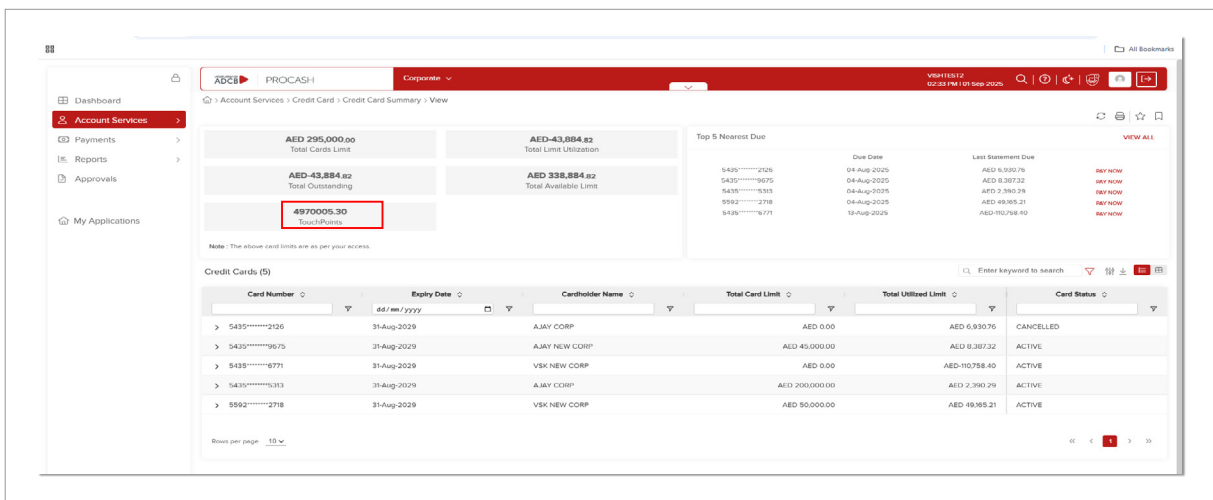 All Bookmarks
ADCB PROCASH
Corporate
VISHTEST2
02:33 PM | 01 Sep 2025
Dashboard
Account Services
Payments
Reports
Approvals
My Applications
> Account Services > Credit Card > Credit Card Summary > View
AED 295,000.00
Total Cards Limit
AED-43,884.82
Total Limit Utilization
AED-43,884.82
Total Outstanding
AED 338,884.82
Total Available Limit
4970005.30
TouchPoints
Note : The above card limits are as per your access.
Top 5 Nearest Due
VIEW ALL
Due Date Last Statement Due
5435********2126 04-Aug-2025 AED 6,930.76 PAY NOW
5435********9675 04-Aug-2025 AED 8,387.32 PAY NOW
5435********5313 04-Aug-2025 AED 2,390.29 PAY NOW
5592********2718 04-Aug-2025 AED 49,165.21 PAY NOW
5435********6771 13-Aug-2025 AED-110,758.40 PAY NOW
Credit Cards (5)
Enter keyword to search
Card Number Expiry Date Cardholder Name Total Card Limit Total Utilized Limit Card Status
dd/mm/yyyy
> 5435********2126 31-Aug-2029 AJAY CORP AED 0.00 AED 6,930.76 CANCELLED
> 5435********9675 31-Aug-2029 AJAY NEW CORP AED 45,000.00 AED 8,387.32 ACTIVE
> 5435********6771 31-Aug-2029 VSK NEW CORP AED 0.00 AED-110,758.40 ACTIVE
> 5435********5313 31-Aug-2029 AJAY CORP AED 200,000.00 AED 2,390.29 ACTIVE
> 5592********2718 31-Aug-2029 VSK NEW CORP AED 50,000.00 AED 49,165.21 ACTIVE
Rows per page 10
<< < 1 > >>